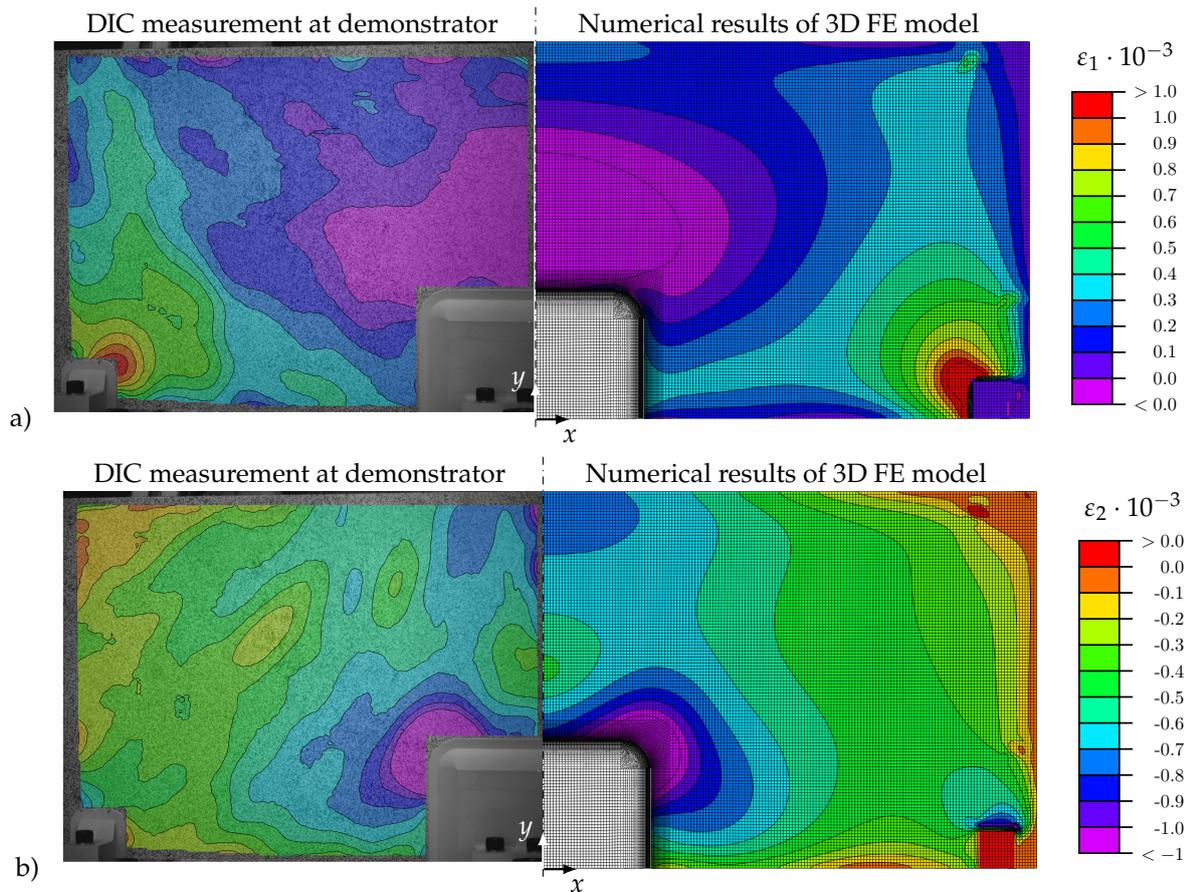 DIC measurement at demonstrator
Numerical results of 3D FE model
ε₁ · 10⁻³
> 1.0
1.0
0.9
0.8
0.7
0.6
0.5
0.4
0.3
0.2
0.1
0.0
< 0.0
y
x
a)
DIC measurement at demonstrator
Numerical results of 3D FE model
ε₂ · 10⁻³
> 0.0
0.0
-0.1
-0.2
-0.3
-0.4
-0.5
-0.6
-0.7
-0.8
-0.9
-1.0
< −1
y
x
b)